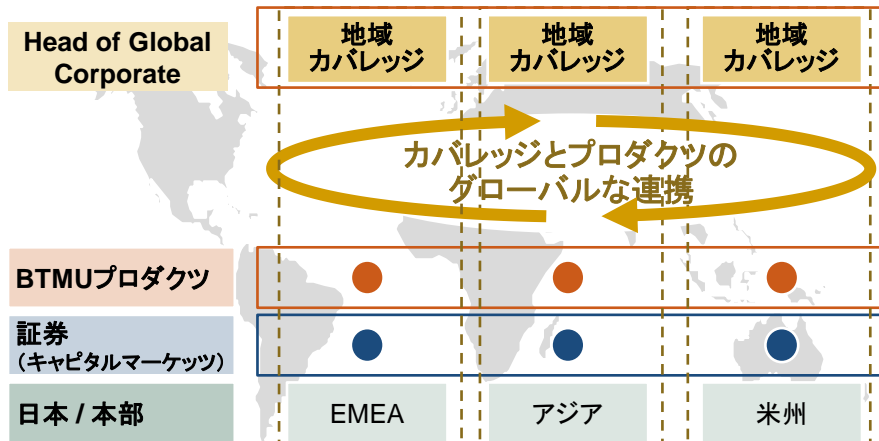 Head of Global
Corporate
地域
カバレッジ
地域
カバレッジ
地域
カバレッジ
カバレッジとプロダクツの
グローバルな連携
BTMUプロダクツ
証券
（キャピタルマーケッツ）
日本 / 本部
EMEA
アジア
米州